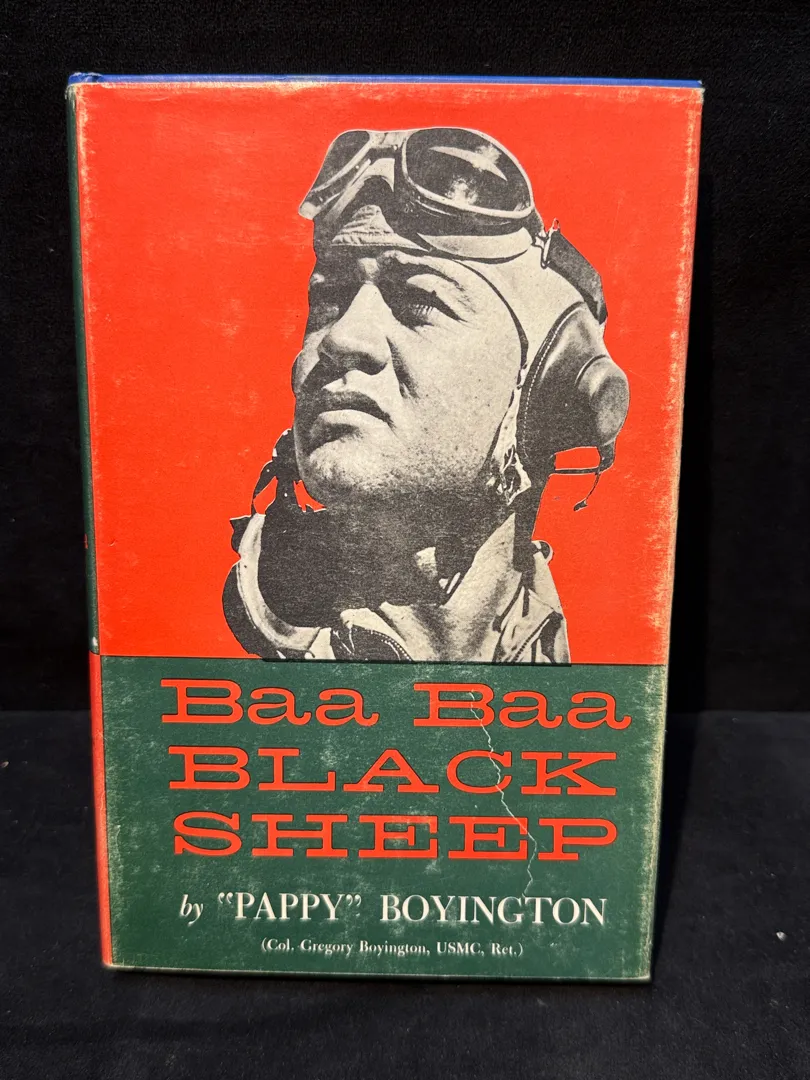 Baa Baa
BLACK
SHEEP
by "PAPPY" BOYINGTON
(Col. Gregory Boyington, USMC, Ret.)